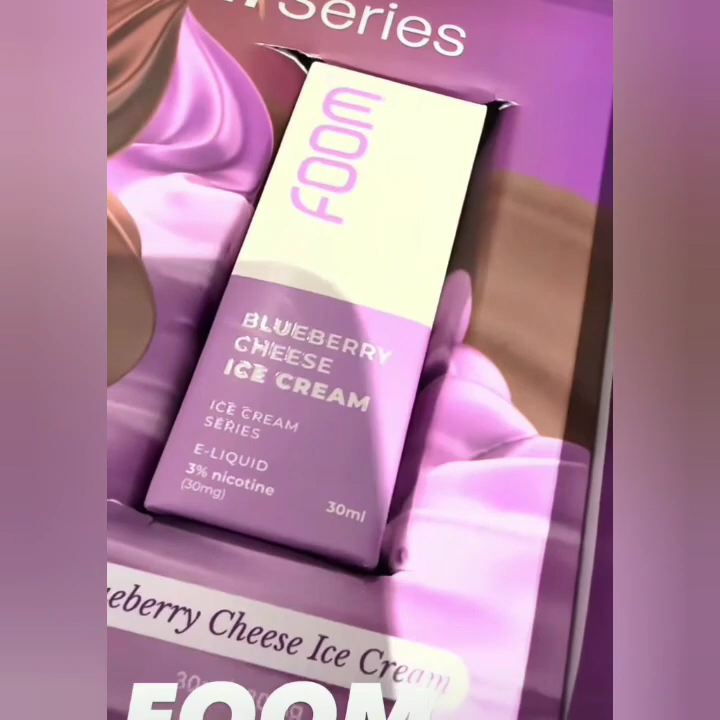 Series
FOOM
BLUEBERRY
CHEESE
ICE CREAM
ICE CREAM
SERIES
E-LIQUID
3% nicotine
(30mg)
30ml
eberry Cheese Ice Cream
FOOM